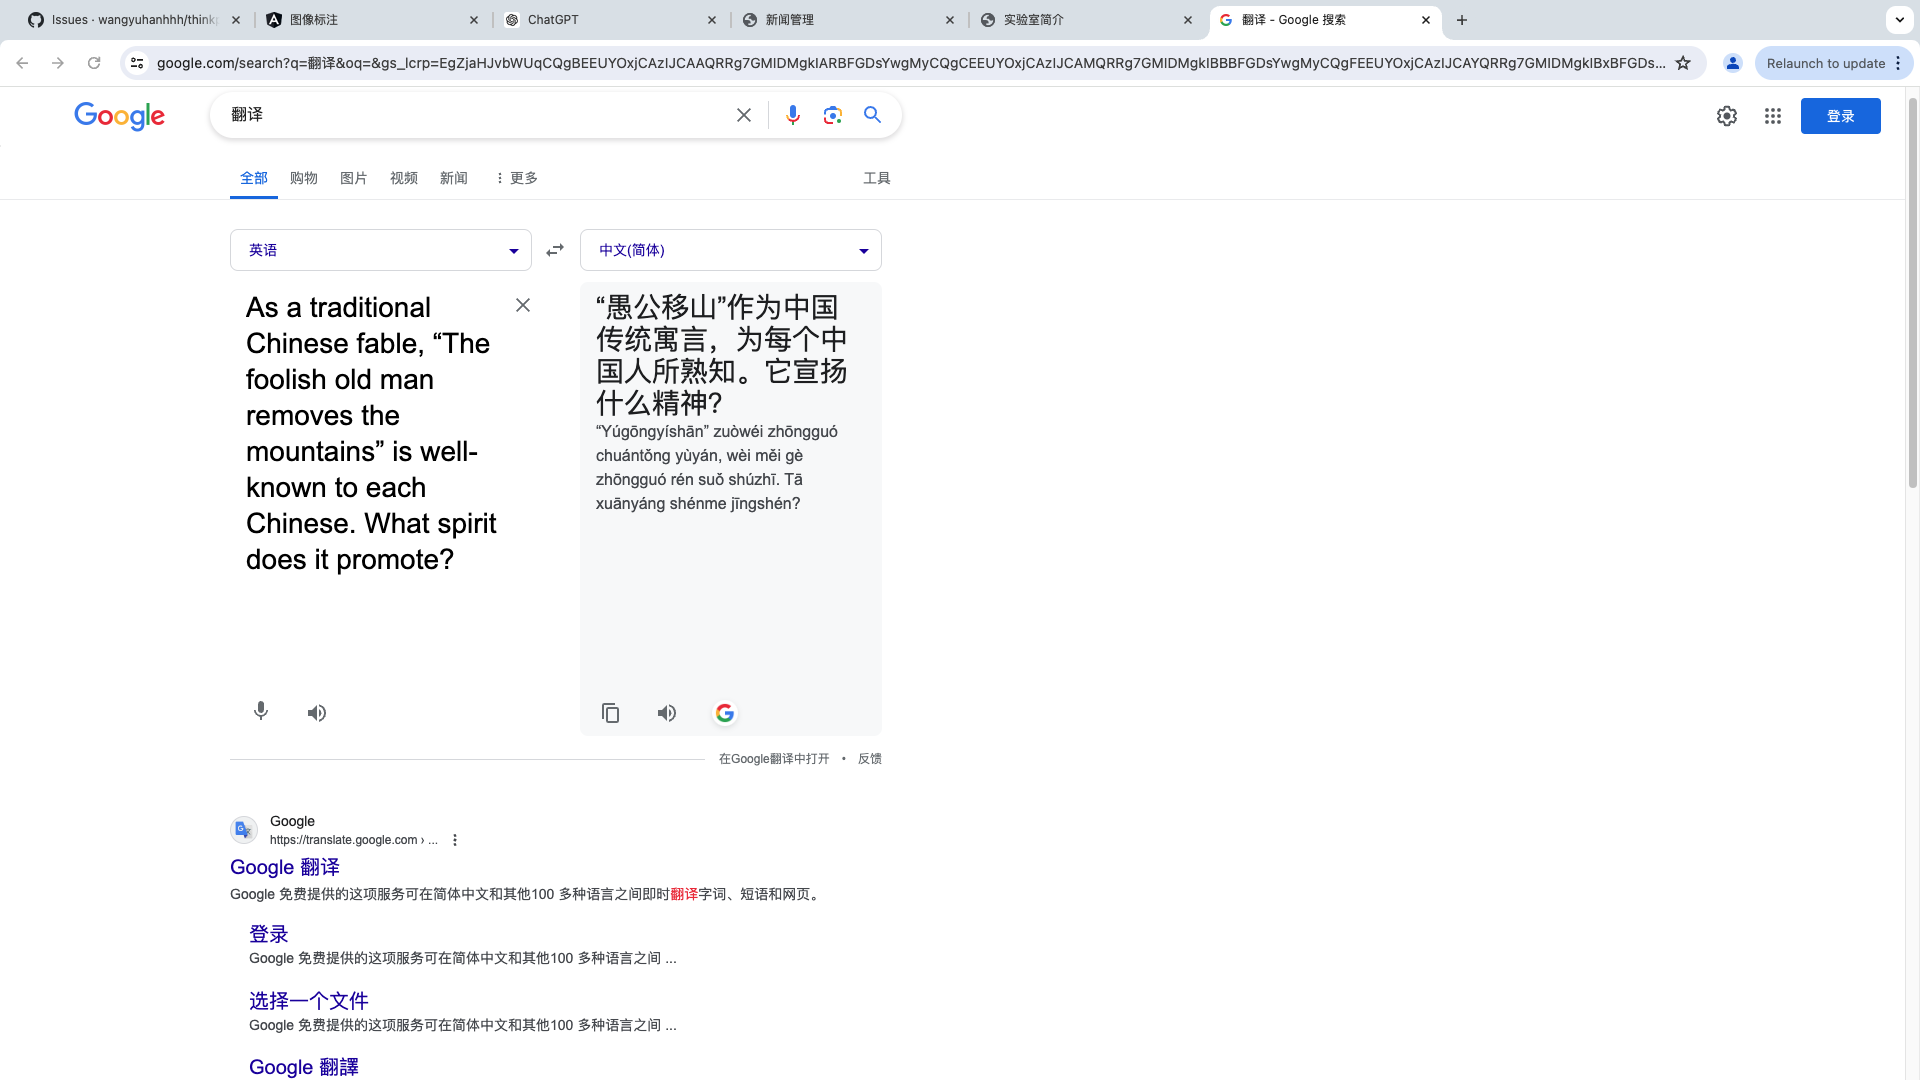 Issues · wangyuhanhhh/think
图像标注
ChatGPT
新闻管理
实验室简介
翻译 - Google 搜索
google.com/search?q=翻译&oq=&gs_lcrp=EgZjaHJvbWUqCQgBEEUYOxjCAzIJCAAQRRg7GMIDMgkIARBFGDsYwgMyCQgCEEUYOxjCAzIJCAMQRRg7GMIDMgkIBBBFGDsYwgMyCQgFEEUYOxjCAzIJCAYQRRg7GMIDMgkIBxBFGDs...
Relaunch to update
Google
翻译
登录
全部 购物 图片 视频 新闻 更多 工具
英语
中文(简体)
As a traditional
Chinese fable, “The
foolish old man
removes the
mountains” is well-
known to each
Chinese. What spirit
does it promote?
“愚公移山”作为中国
传统寓言，为每个中
国人所熟知。它宣扬
什么精神?
“Yúgōngyíshān” zuòwéi zhōngguó
chuántǒng yùyán, wèi měi gè
zhōngguó rén suǒ shúzhī. Tā
xuānyáng shénme jīngshén?
在Google翻译中打开 • 反馈
Google
https://translate.google.com › ...
Google 翻译
Google 免费提供的这项服务可在简体中文和其他100 多种语言之间即时翻译字词、短语和网页。
登录
Google 免费提供的这项服务可在简体中文和其他100 多种语言之间 ...
选择一个文件
Google 免费提供的这项服务可在简体中文和其他100 多种语言之间 ...
Google 翻譯